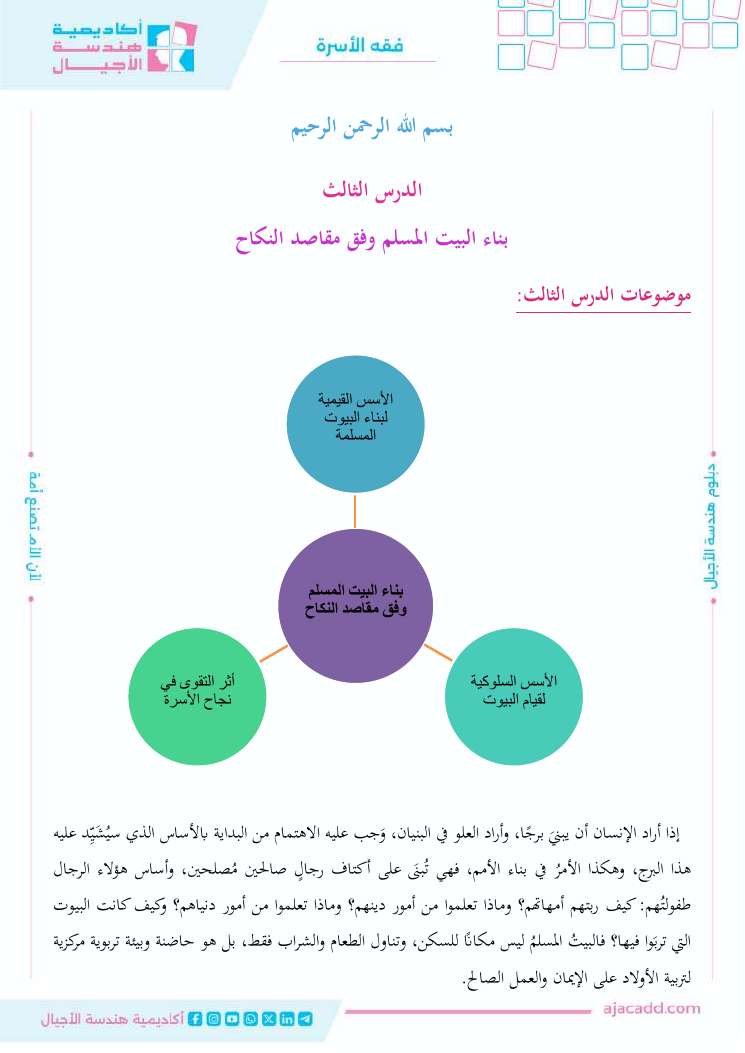 أكاديمية
هندسة
الأجيال
فقه الأسرة
بسم الله الرحمن الرحيم
الدرس الثالث
بناء البيت المسلم وفق مقاصد النكاح
موضوعات الدرس الثالث:
الأسس القيمية
لبناء البيوت
المسلمة
بناء البيت المسلم
وفق مقاصد النكاح
الأسس السلوكية
لقيام البيوت
أثر التقوى في
نجاح الأسرة
دبلوم هندسة الأجيال
لأن الأم تصنع أمة
إذا أراد الإنسان أن يبنيَ برجًا، وأراد العلو في البنيان، وَجب عليه الاهتمام من البداية بالأساس الذي سيُشَيِّد عليه
هذا البرج، وهكذا الأمرُ في بناء الأمم، فهي تُبنَى على أكتاف رجالٍ صالحين مُصلحين، وأساس هؤلاء الرجال
طفولتُهم: كيف ربتهم أمهاتهم؟ وماذا تعلموا من أمور دينهم؟ وماذا تعلموا من أمور دنياهم؟ وكيف كانت البيوت
التي تربَوا فيها؟ فالبيتُ المسلمُ ليس مكانًا للسكن، وتناول الطعام والشراب فقط، بل هو حاضنة وبيئة تربوية مركزية
لتربية الأولاد على الإيمان والعمل الصالح.
أكاديمية هندسة الأجيال
ajacadd.com